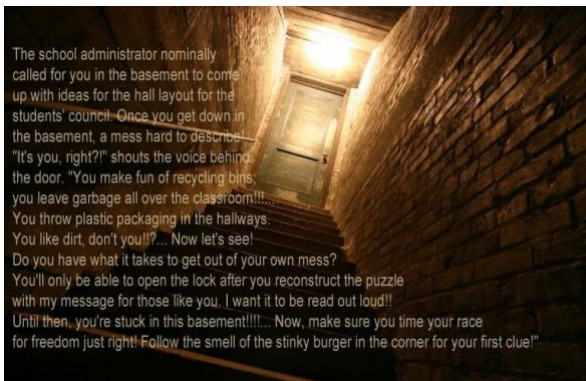 The school administrator nominally
called for you in the basement to come
up with ideas for the hall layout for the
students' council. Once you get down in
the basement, a mess hard to describe
"It's you, right?!" shouts the voice behind
the door. "You make fun of recycling bins;
you leave garbage all over the classroom!!!...
You throw plastic packaging in the hallways.
You like dirt, don't you!!?... Now let's see!
Do you have what it takes to get out of your own mess?
You'll only be able to open the lock after you reconstruct the puzzle
with my message for those like you. I want it to be read out loud!!
Until then, you're stuck in this basement!!!!... Now, make sure you time your race
for freedom just right! Follow the smell of the stinky burger in the corner for your first clue!"